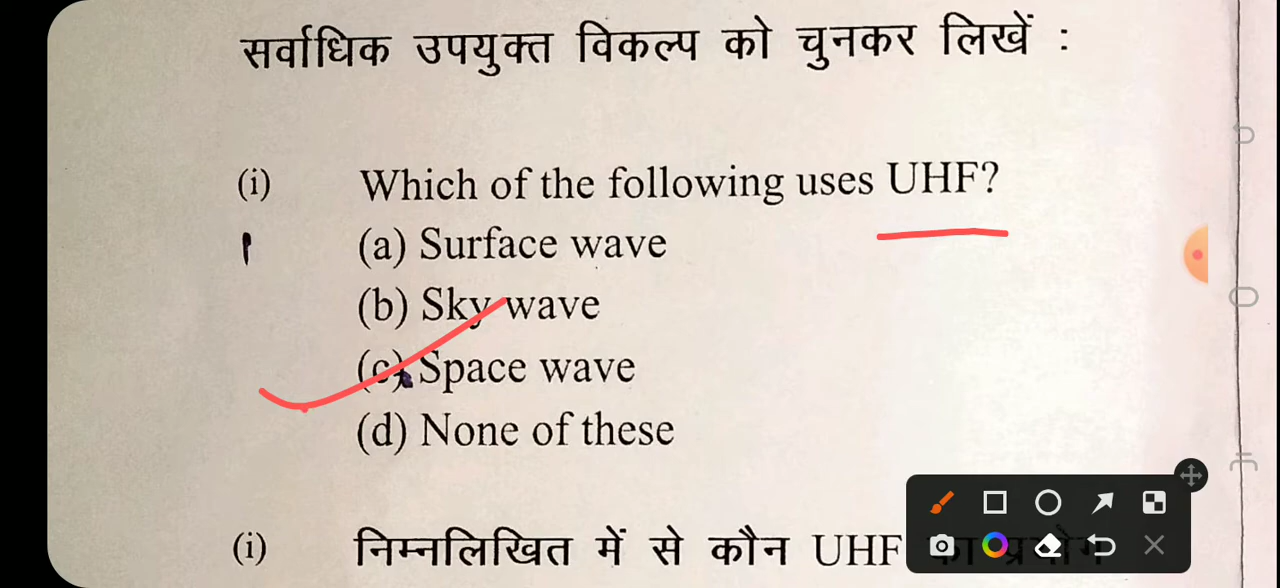 सर्वाधिक उपयुक्त विकल्प को चुनकर लिखें :
(i) Which of the following uses UHF?
(a) Surface wave
(b) Sky wave
(c) Space wave
(d) None of these
(i) निम्नलिखित में से कौन UHF